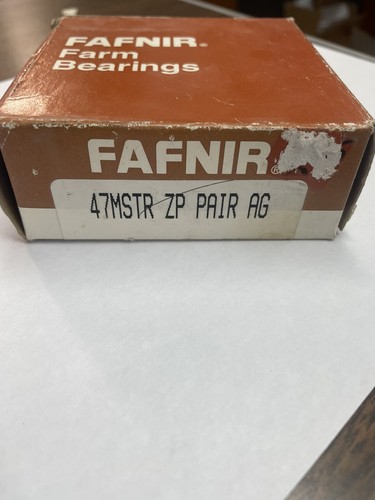 FAFNIR®
Farm
Bearings
FAFNIR®
47MSTR ZP PAIR AG